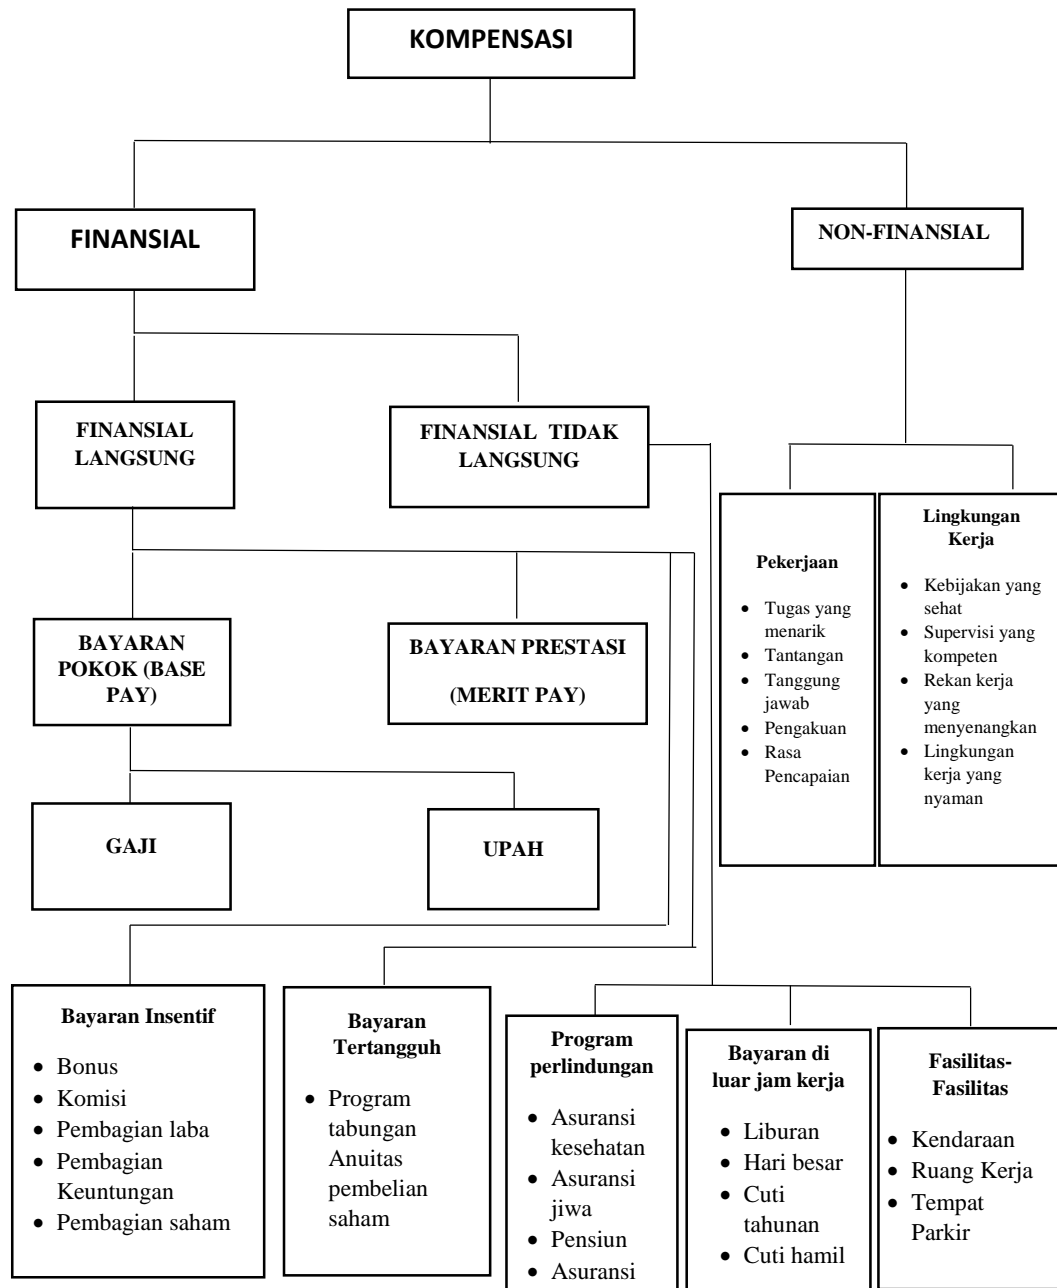 KOMPENSASI
FINANSIAL
NON-FINANSIAL
FINANSIAL
LANGSUNG
FINANSIAL TIDAK
LANGSUNG
Pekerjaan
• Tugas yang
menarik
• Tantangan
• Tanggung
jawab
• Pengakuan
• Rasa
Pencapaian
Lingkungan
Kerja
• Kebijakan yang
sehat
• Supervisi yang
kompeten
• Rekan kerja
yang
menyenangkan
• Lingkungan
kerja yang
nyaman
BAYARAN
POKOK (BASE
PAY)
BAYARAN PRESTASI
(MERIT PAY)
GAJI
UPAH
Bayaran Insentif
• Bonus
• Komisi
• Pembagian laba
• Pembagian
Keuntungan
• Pembagian saham
Bayaran
Tertangguh
• Program
tabungan
Anuitas
pembelian
saham
Program
perlindungan
• Asuransi
kesehatan
• Asuransi
jiwa
• Pensiun
• Asuransi
Bayaran di
luar jam kerja
• Liburan
• Hari besar
• Cuti
tahunan
• Cuti hamil
Fasilitas-
Fasilitas
• Kendaraan
• Ruang Kerja
• Tempat
Parkir